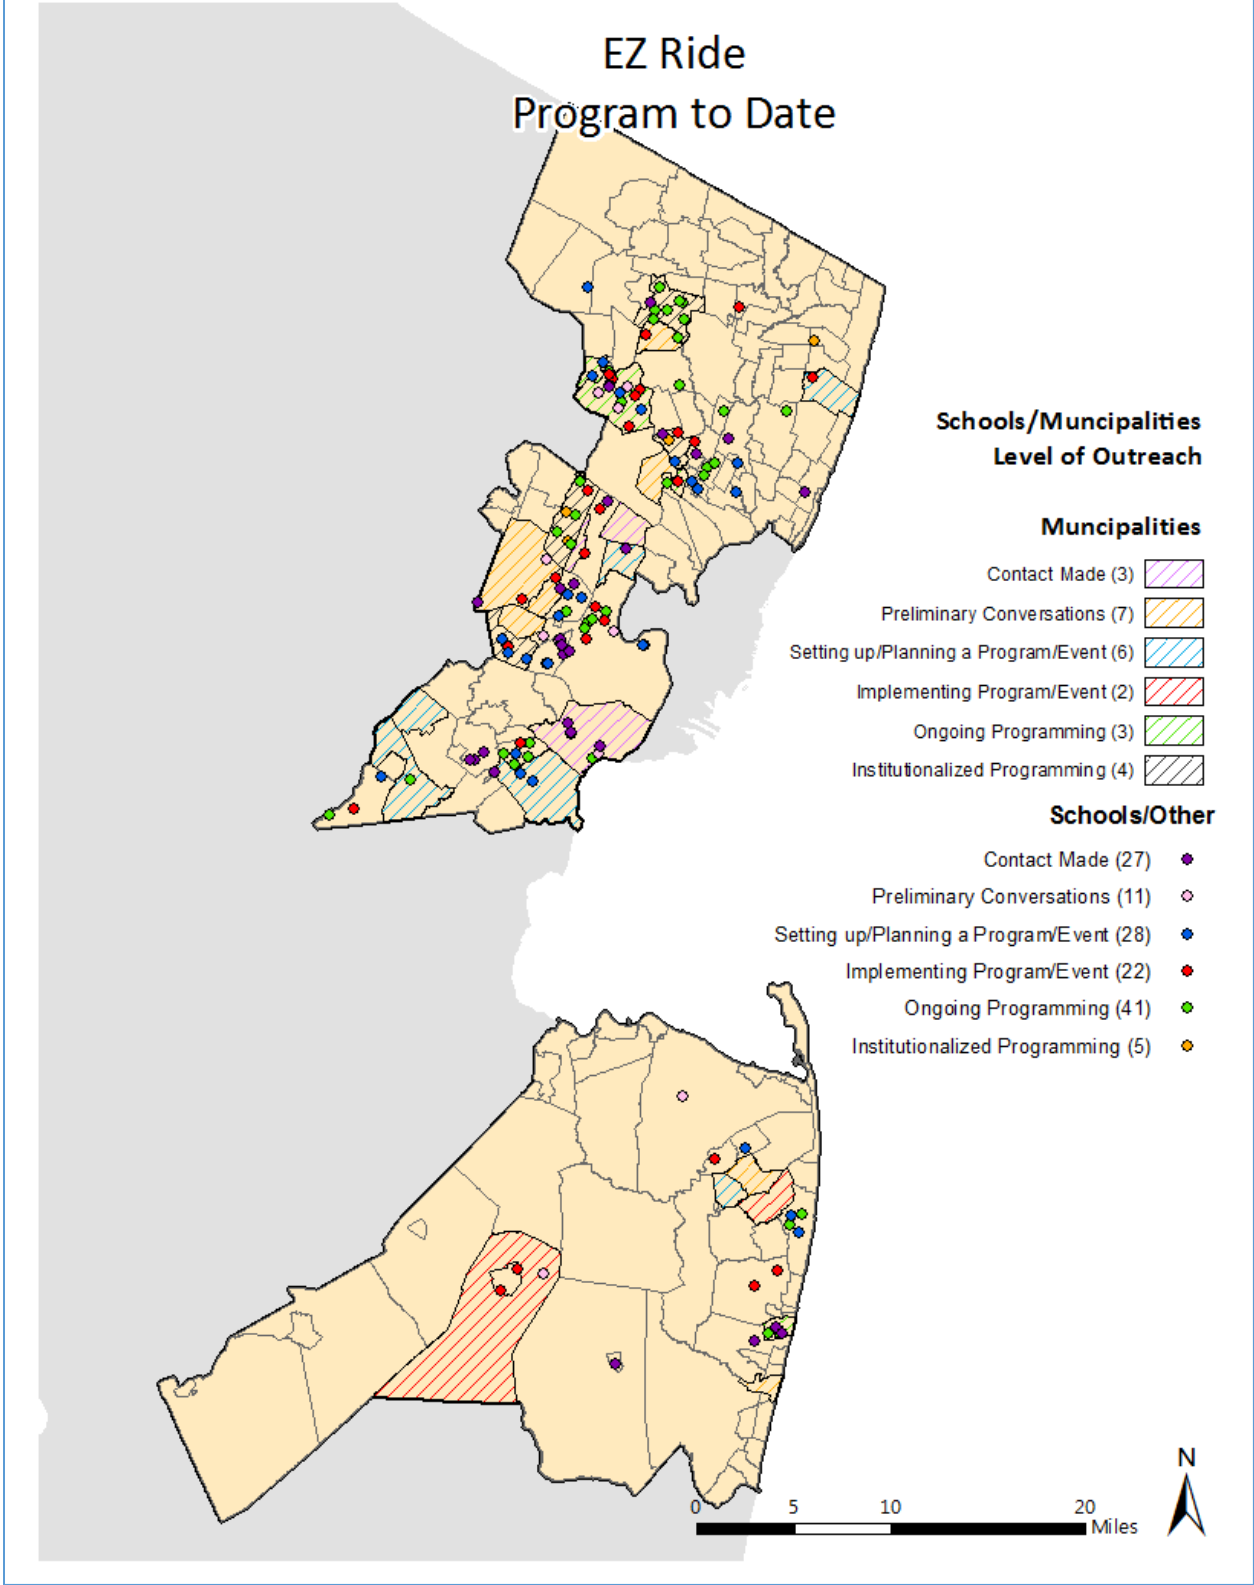 EZ Ride
Program to Date
Schools/Muncipalities
Level of Outreach
Muncipalities
Contact Made (3)
Preliminary Conversations (7)
Setting up/Planning a Program/Event (6)
Implementing Program/Event (2)
Ongoing Programming (3)
Institutionalized Programming (4)
Schools/Other
Contact Made (27)
Preliminary Conversations (11)
Setting up/Planning a Program/Event (28)
Implementing Program/Event (22)
Ongoing Programming (41)
Institutionalized Programming (5)
N
0 5 10 20
Miles